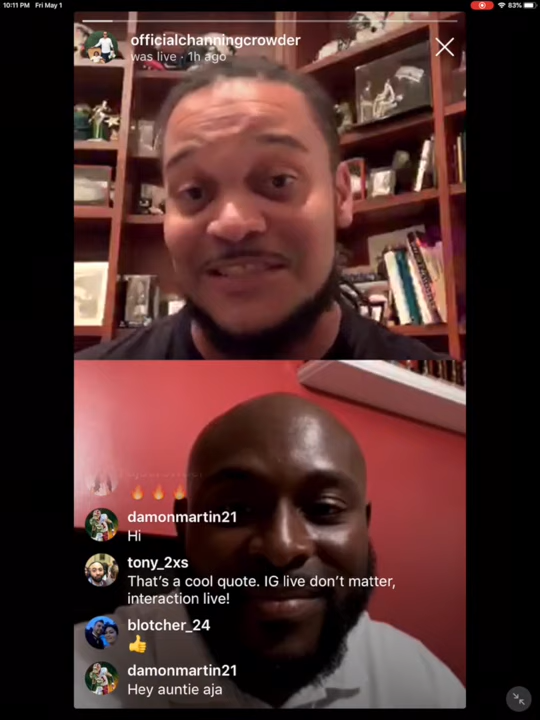 10:11 PM Fri May 1
83%
officialchanningcrowder
was live · 1h ago
🔥🔥🔥
damonmartin21
Hi
tony_2xs
That's a cool quote. IG live don't matter,
interaction live!
blotcher_24
👍
damonmartin21
Hey auntie aja